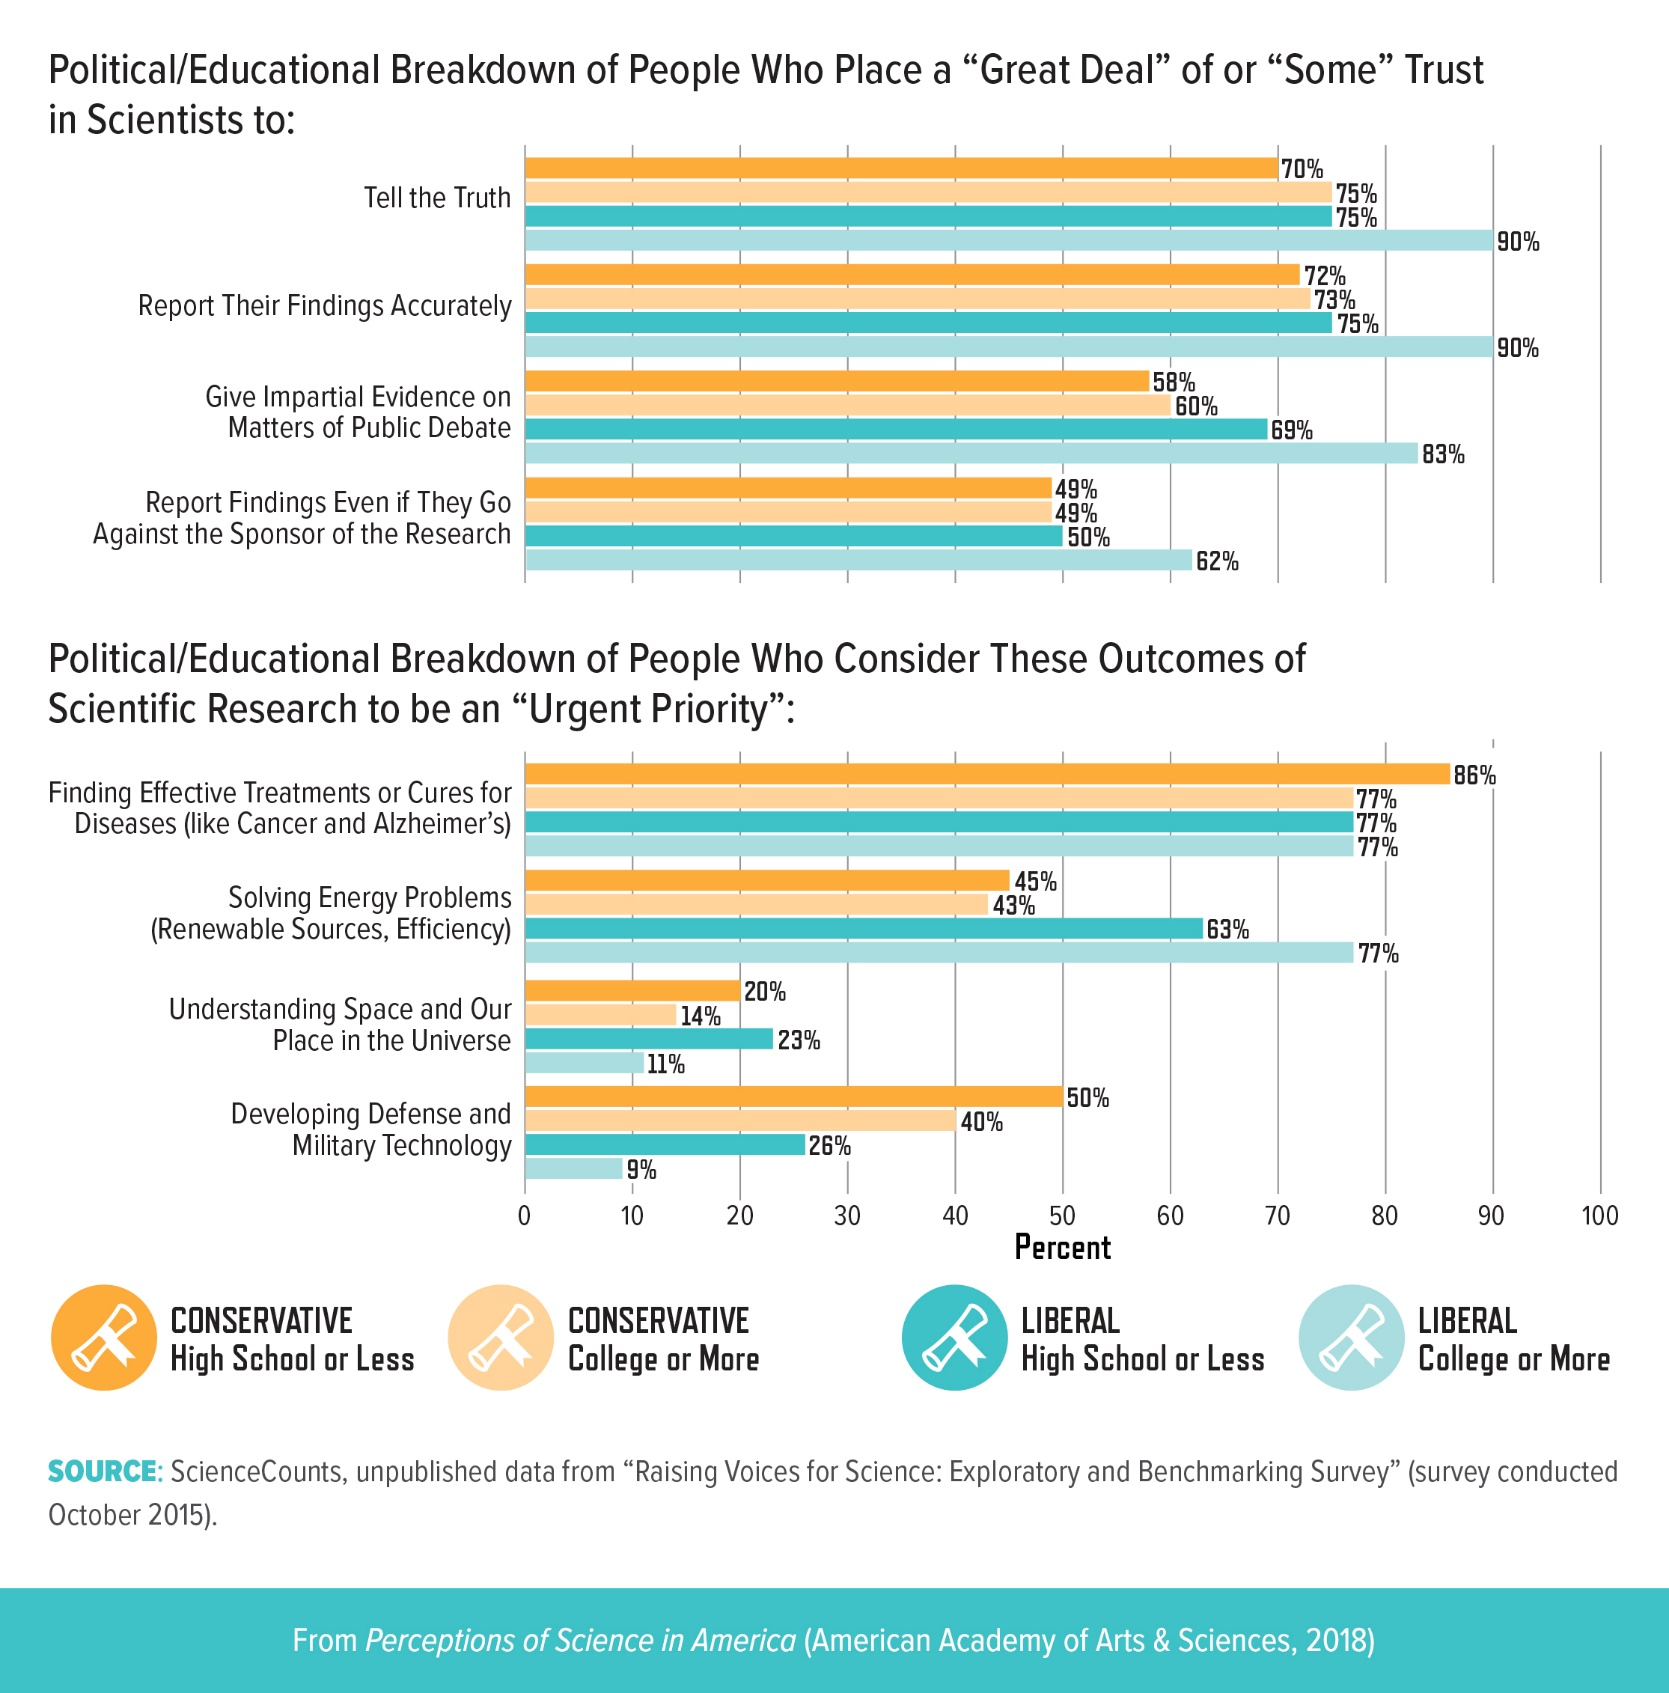 Political/Educational Breakdown of People Who Place a “Great Deal” of or “Some” Trust
in Scientists to:
Tell the Truth
70%
75%
75%
90%
Report Their Findings Accurately
72%
73%
75%
90%
Give Impartial Evidence on
Matters of Public Debate
58%
60%
69%
83%
Report Findings Even if They Go
Against the Sponsor of the Research
49%
49%
50%
62%
Political/Educational Breakdown of People Who Consider These Outcomes of
Scientific Research to be an “Urgent Priority”:
Finding Effective Treatments or Cures for
Diseases (like Cancer and Alzheimer’s)
86%
77%
77%
77%
Solving Energy Problems
(Renewable Sources, Efficiency)
45%
43%
63%
77%
Understanding Space and Our
Place in the Universe
20%
14%
23%
11%
Developing Defense and
Military Technology
50%
40%
26%
9%
0 10 20 30 40 50 60 70 80 90 100
Percent
CONSERVATIVE
High School or Less
CONSERVATIVE
College or More
LIBERAL
High School or Less
LIBERAL
College or More
SOURCE: ScienceCounts, unpublished data from “Raising Voices for Science: Exploratory and Benchmarking Survey” (survey conducted
October 2015).
From Perceptions of Science in America (American Academy of Arts & Sciences, 2018)